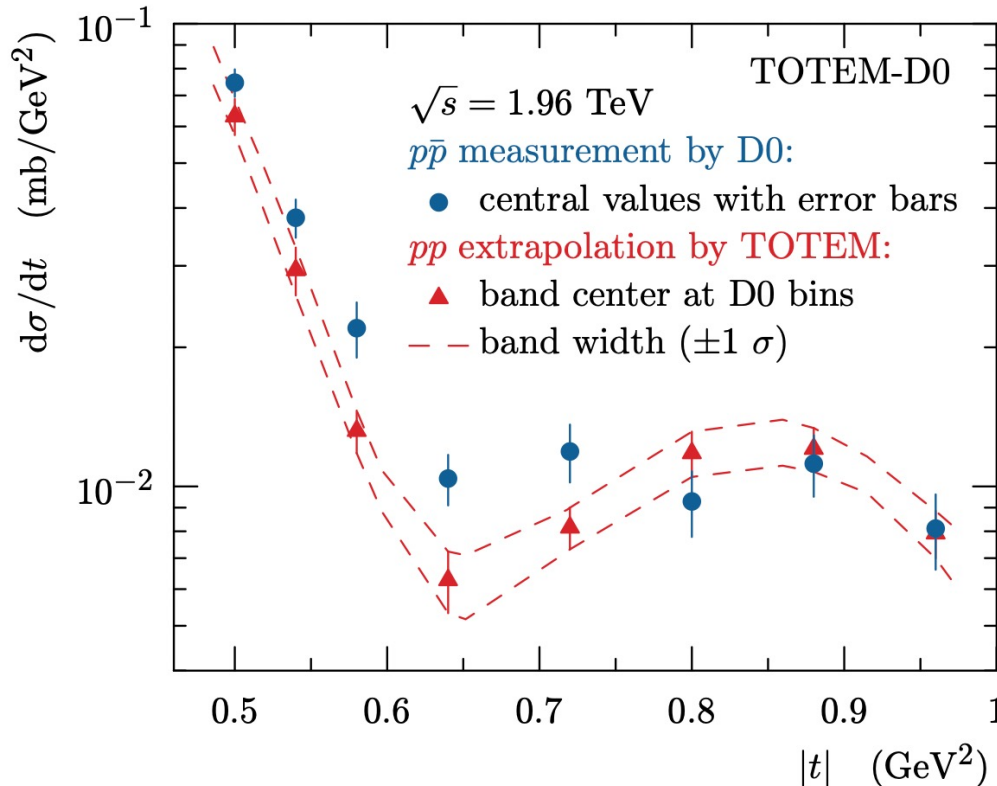 10⁻¹
TOTEM-D0
√s = 1.96 TeV
pp̄ measurement by D0:
central values with error bars
pp extrapolation by TOTEM:
band center at D0 bins
band width (±1 σ)
dσ/dt (mb/GeV²)
10⁻²
0.5 0.6 0.7 0.8 0.9 1
|t| (GeV²)